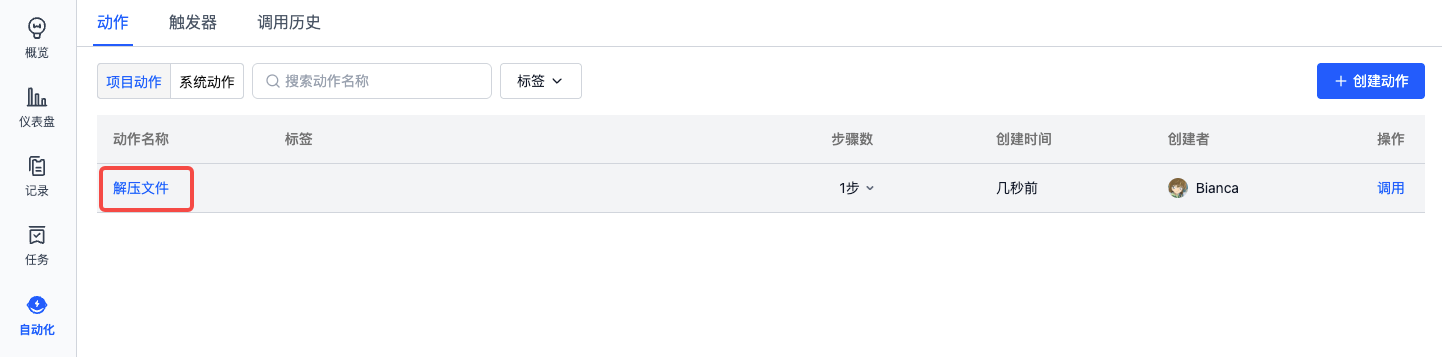 动作 触发器 调用历史
概览
项目动作 系统动作 搜索动作名称 标签 创建动作
仪表盘
动作名称 标签 步骤数 创建时间 创建者 操作
解压文件 1步 几秒前 Bianca 调用
记录
任务
自动化